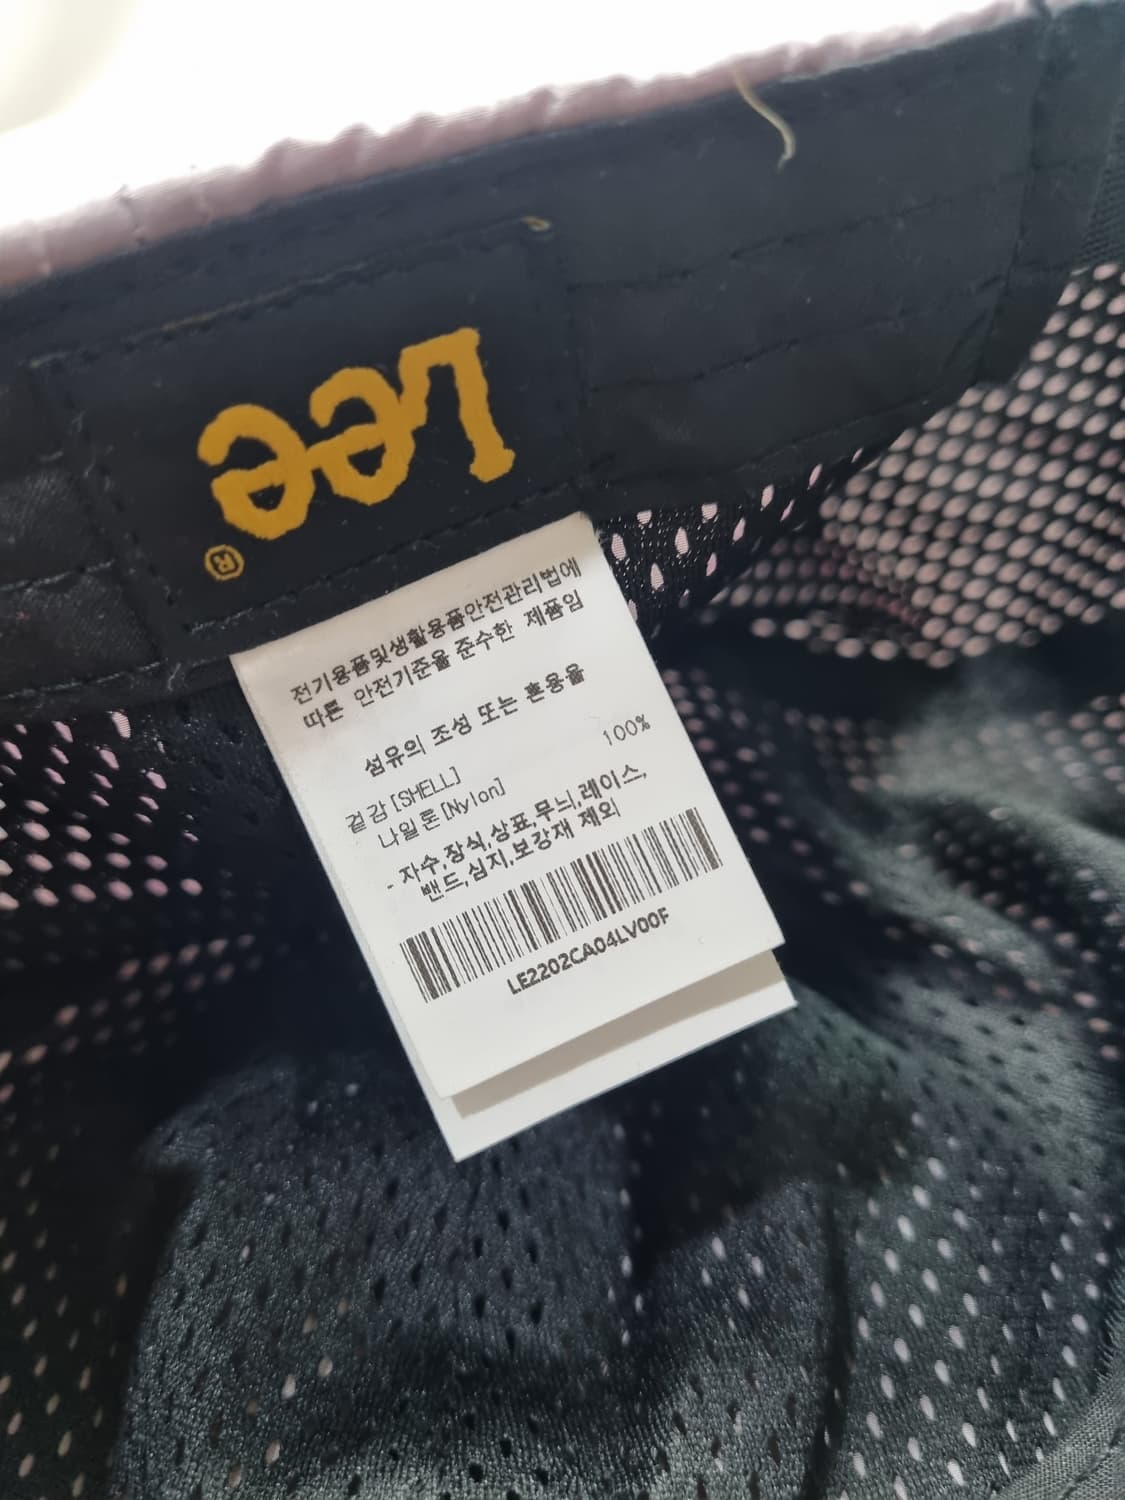 Lee
®
전기용품및생활용품안전관리법에
따른 안전기준을 준수한 제품임
섬유의 조성 또는 혼용율
겉감[SHELL]
나일론[Nylon] 100%
- 자수,장식,상표,무늬,레이스,
밴드,심지,보강재 제외
LE2202CA04LV00F